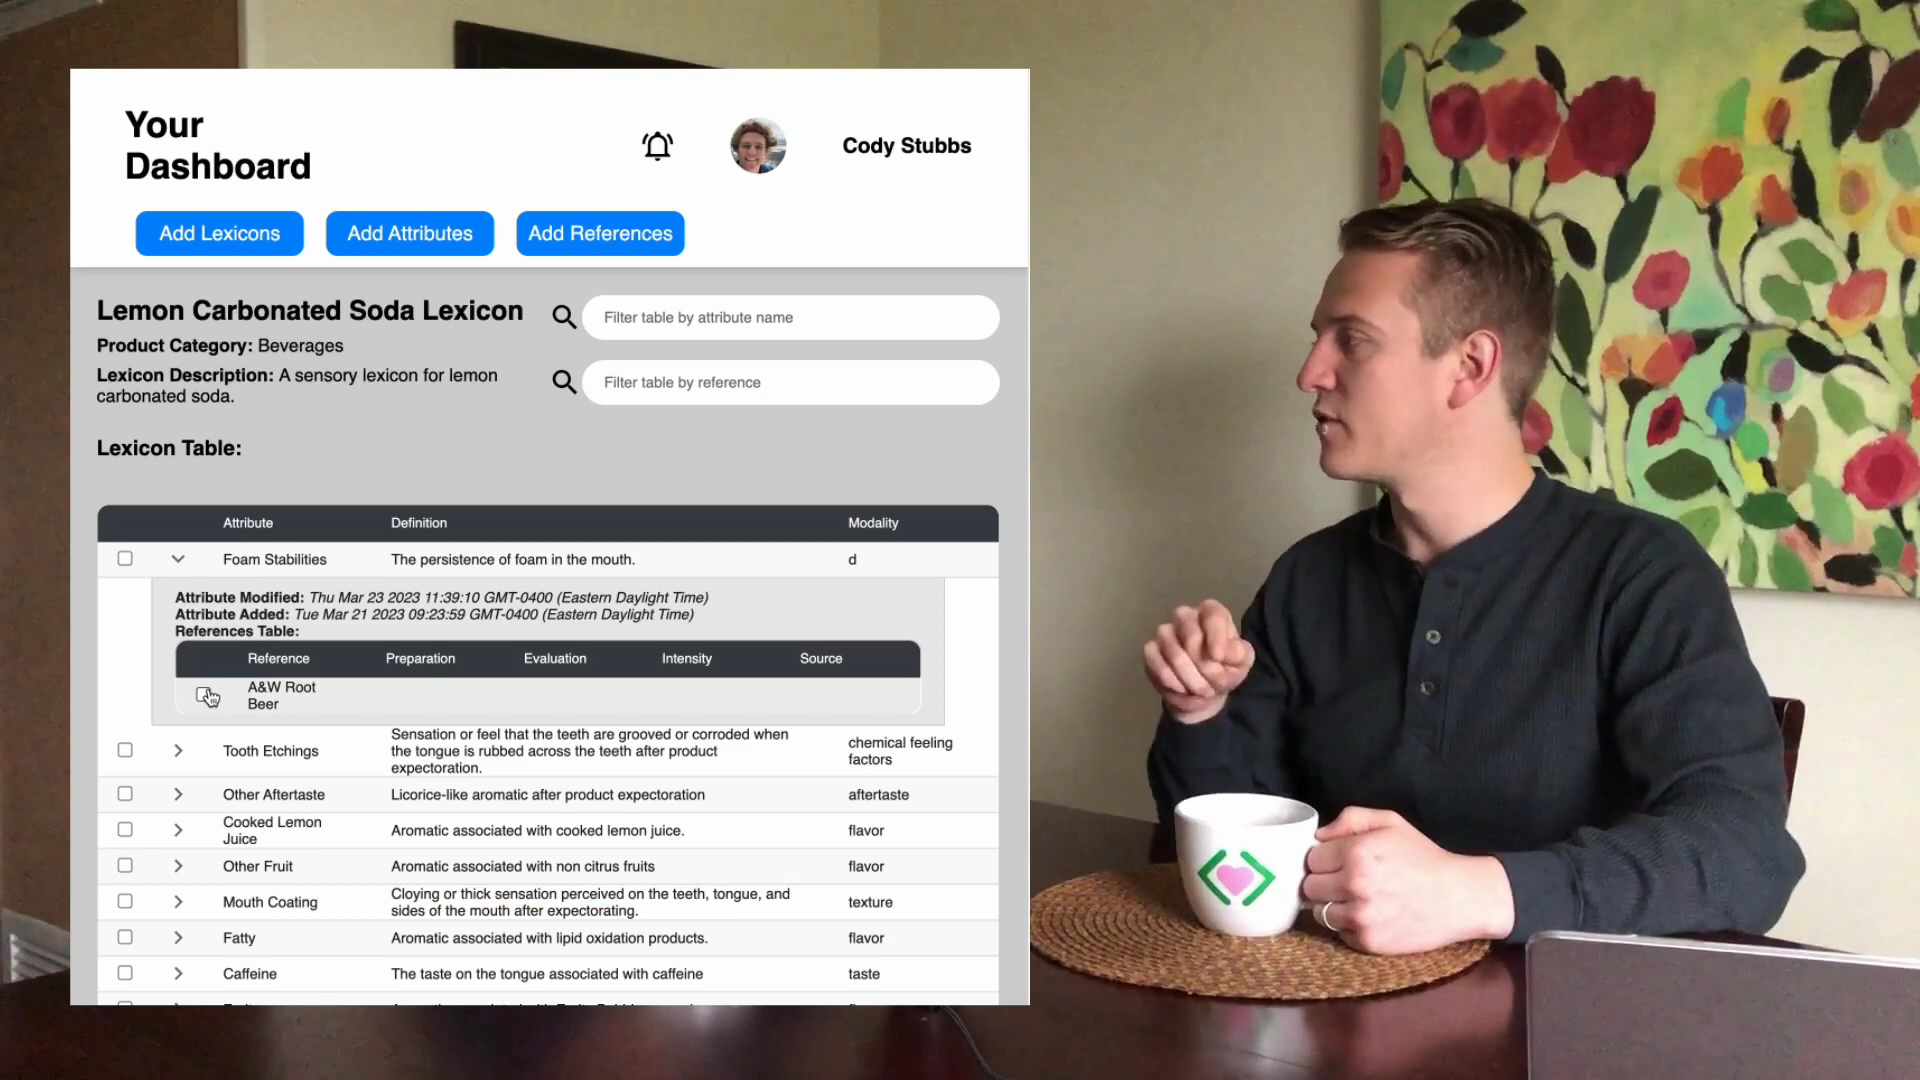 Your
Dashboard
Cody Stubbs
Add Lexicons
Add Attributes
Add References
Lemon Carbonated Soda Lexicon
Filter table by attribute name
Product Category: Beverages
Lexicon Description: A sensory lexicon for lemon
carbonated soda.
Filter table by reference
Lexicon Table:
Attribute Definition Modality
Foam Stabilities The persistence of foam in the mouth. d
Attribute Modified: Thu Mar 23 2023 11:39:10 GMT-0400 (Eastern Daylight Time)
Attribute Added: Tue Mar 21 2023 09:23:59 GMT-0400 (Eastern Daylight Time)
References Table:
Reference Preparation Evaluation Intensity Source
A&W Root
Beer
Tooth Etchings
Sensation or feel that the teeth are grooved or corroded when
the tongue is rubbed across the teeth after product
expectoration.
chemical feeling
factors
Other Aftertaste Licorice-like aromatic after product expectoration aftertaste
Cooked Lemon
Juice
Aromatic associated with cooked lemon juice. flavor
Other Fruit Aromatic associated with non citrus fruits flavor
Mouth Coating
Cloying or thick sensation perceived on the teeth, tongue, and
sides of the mouth after expectorating.
texture
Fatty Aromatic associated with lipid oxidation products. flavor
Caffeine The taste on the tongue associated with caffeine taste